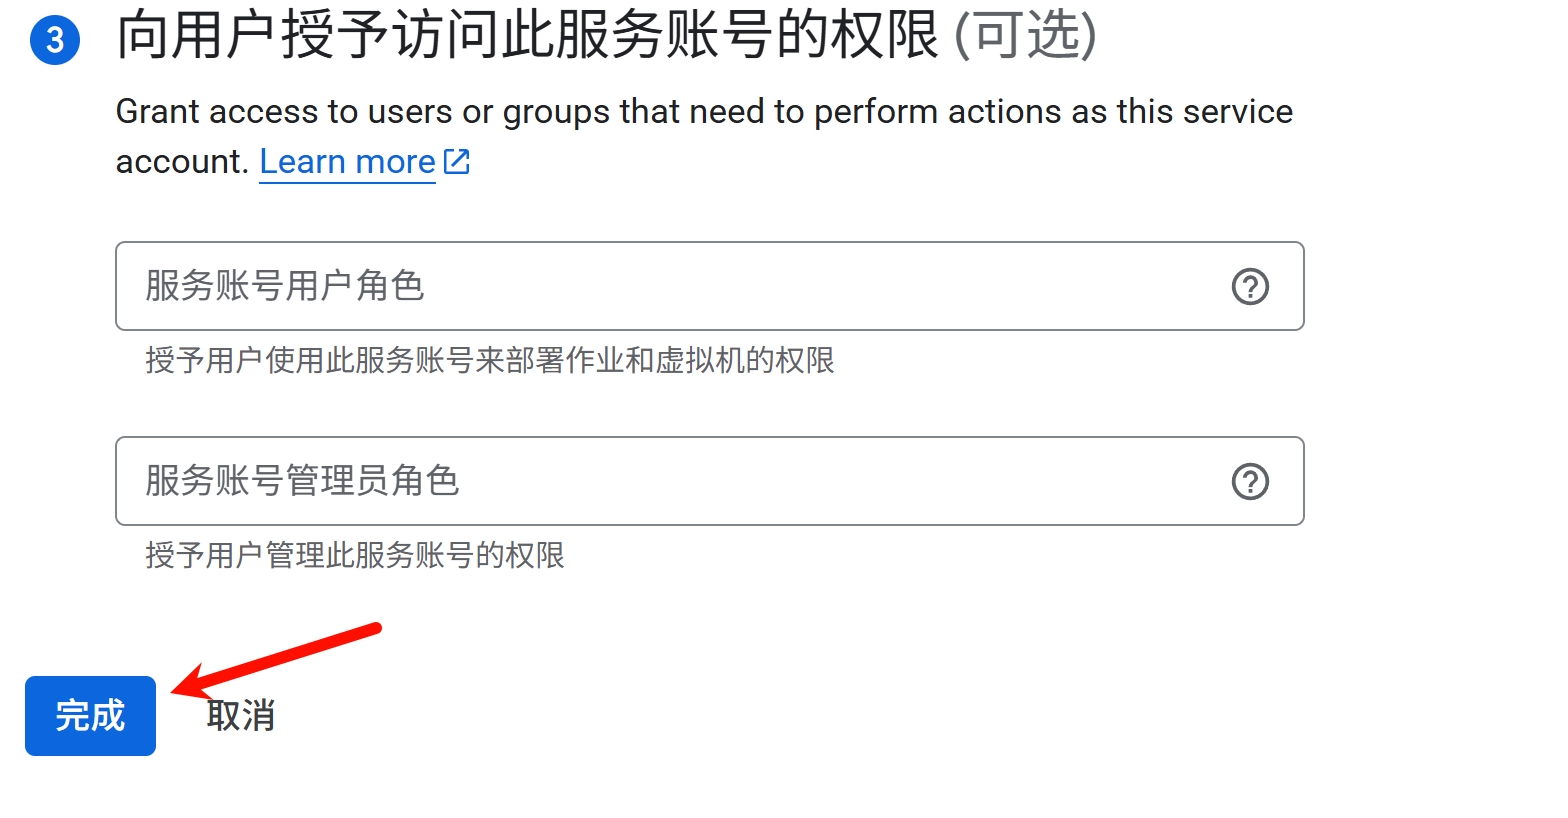 3 向用户授予访问此服务账号的权限 (可选)
Grant access to users or groups that need to perform actions as this service
account. Learn more
服务账号用户角色
授予用户使用此服务账号来部署作业和虚拟机的权限
服务账号管理员角色
授予用户管理此服务账号的权限
完成 取消